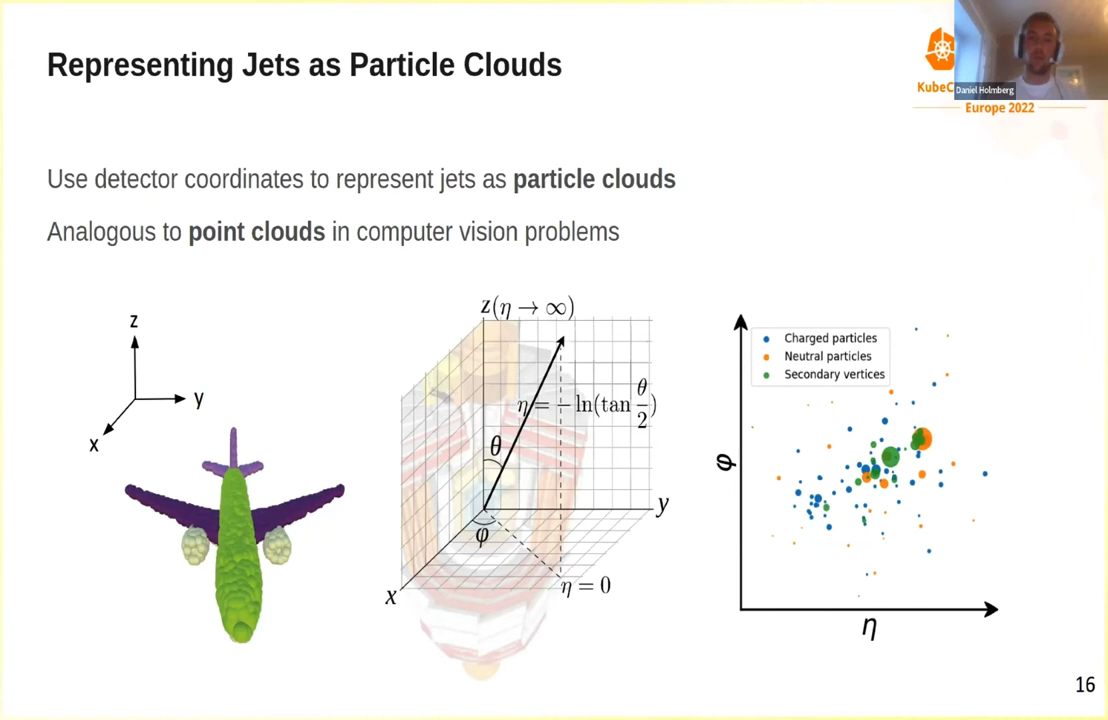 Representing Jets as Particle Clouds
KubeC
Daniel Holmberg
Europe 2022
Use detector coordinates to represent jets as particle clouds
Analogous to point clouds in computer vision problems
z
y
x
z(η → ∞)
η = − ln(tan θ/2)
θ
y
φ
x
η = 0
Charged particles
Neutral particles
Secondary vertices
φ
η
16